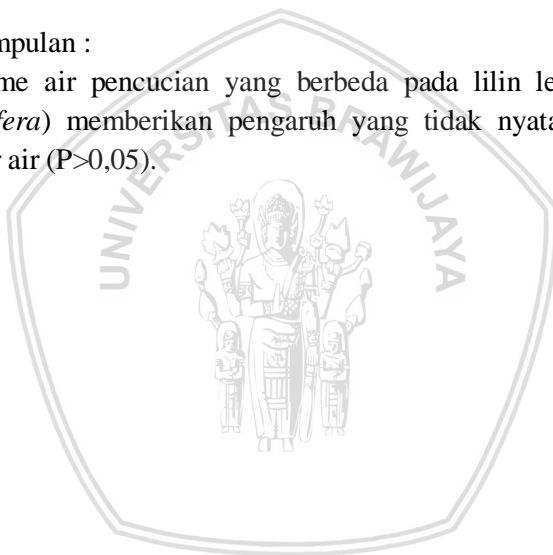 mpulan :
me air pencucian yang berbeda pada lilin le
fera) memberikan pengaruh yang tidak nyata
r air (P>0,05).
UNIVERSITAS BRAWIJAYA